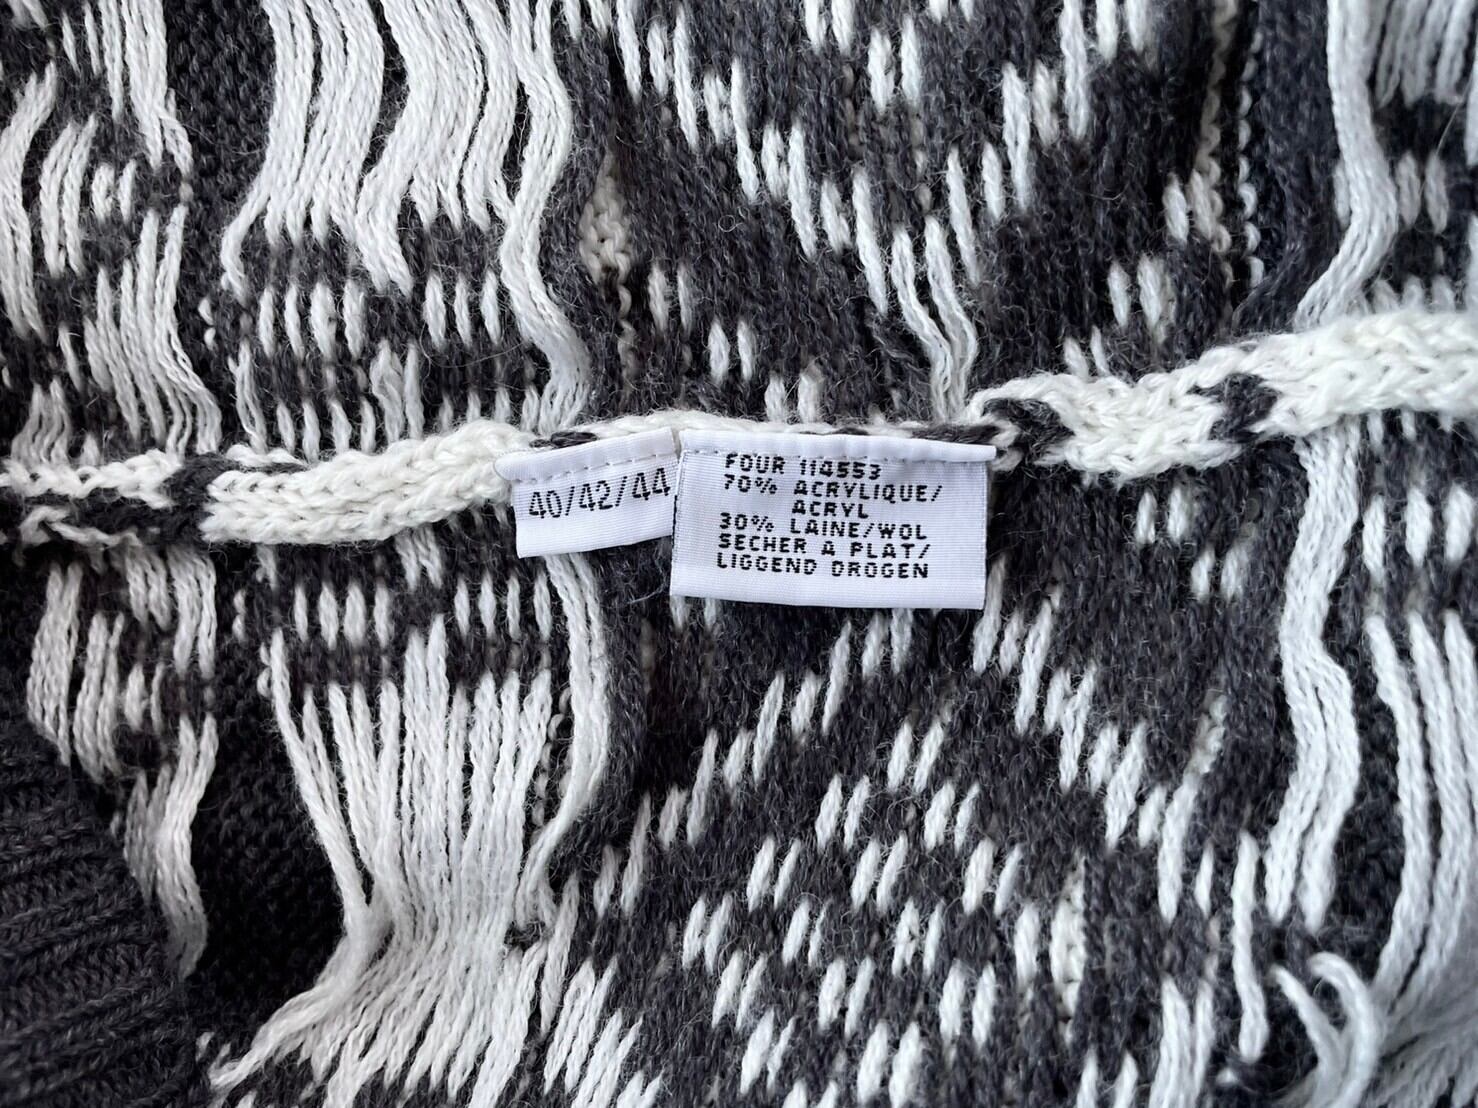 40/42/44
FOUR 114553
70% ACRYLIQUE/
ACRYL
30% LAINE/WOL
SECHER A PLAT/
LIGGEND DROGEN